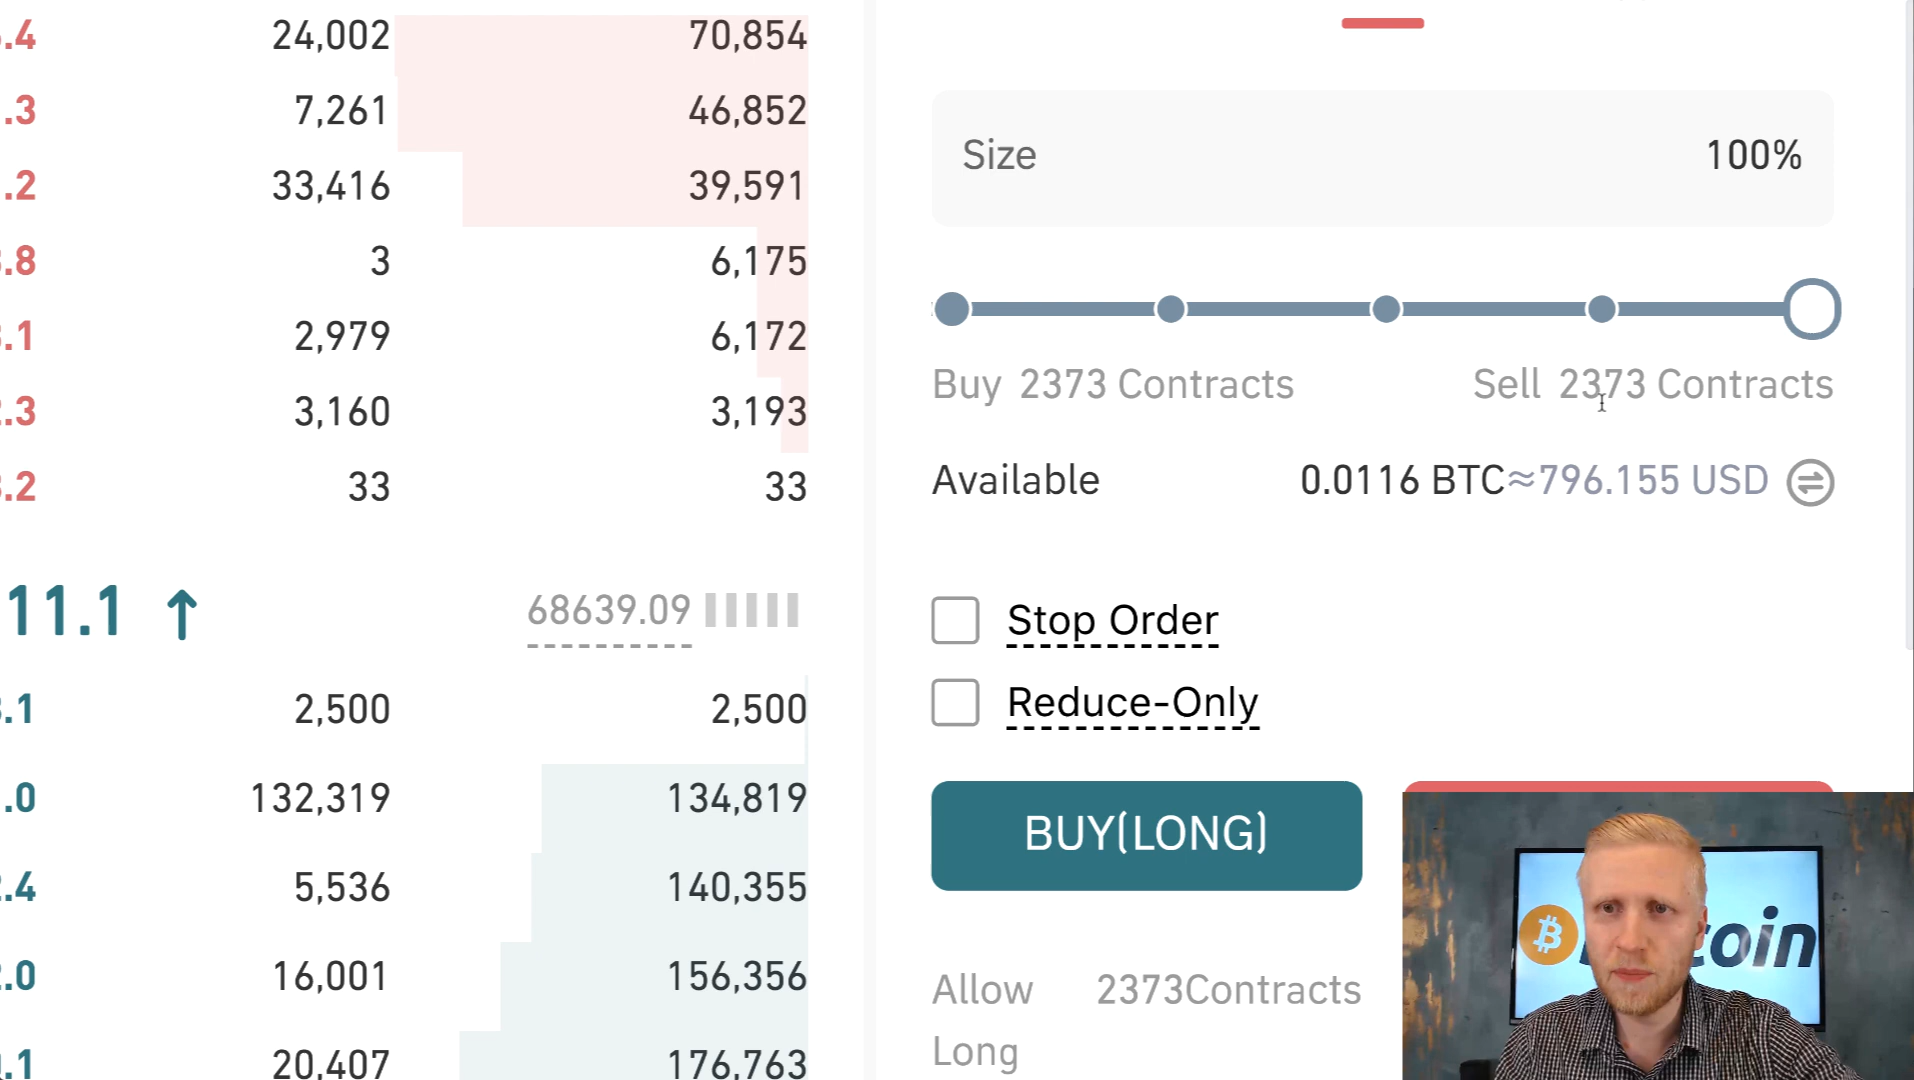 .4 24,002 70,854
.3 7,261 46,852
.2 33,416 39,591
.8 3 6,175
.1 2,979 6,172
.3 3,160 3,193
.2 33 33
11.1 ↑ 68639.09
.1 2,500 2,500
.0 132,319 134,819
.4 5,536 140,355
.0 16,001 156,356
.1 20,407 176,763
Size 100%
Buy 2373 Contracts Sell 2373 Contracts
Available 0.0116 BTC≈796.155 USD
Stop Order
Reduce-Only
BUY(LONG)
Allow 2373Contracts
Long
coin